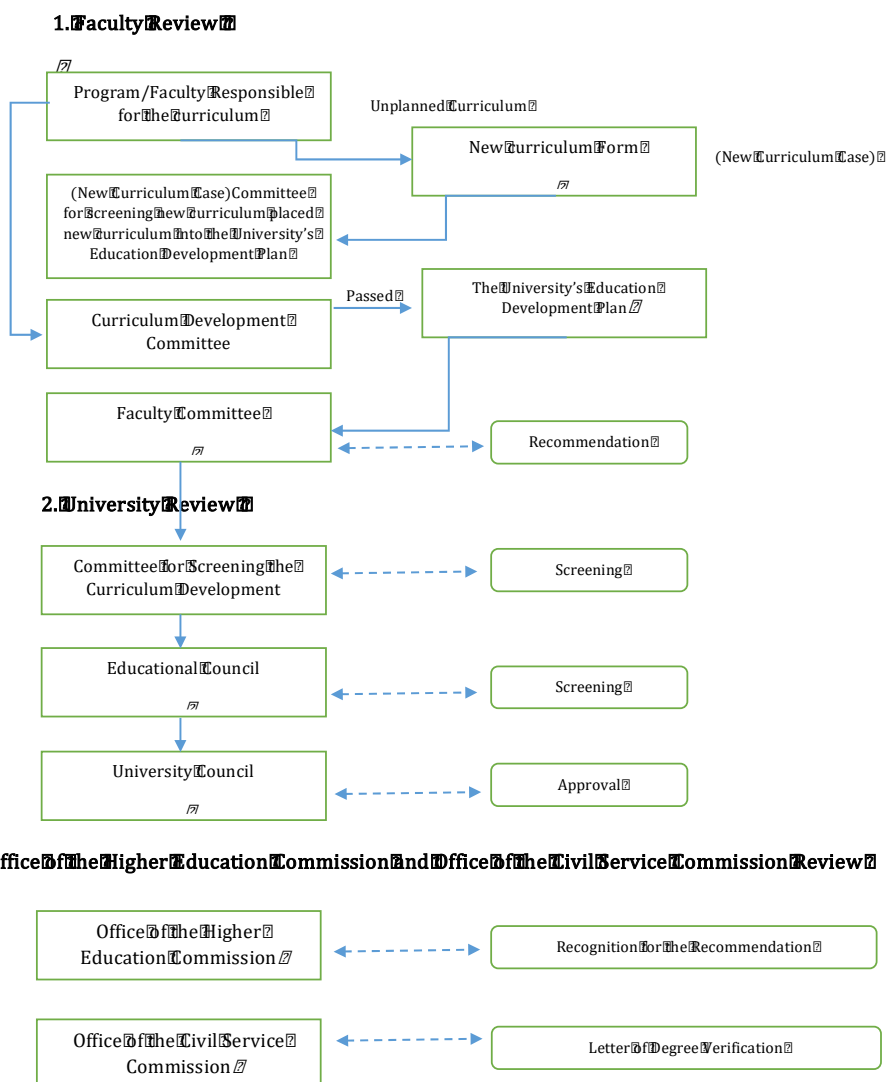 1. Faculty Review
Program/Faculty Responsible
for the curriculum
Unplanned Curriculum
New curriculum Form
(New Curriculum Case)
(New Curriculum Case)Committee
for screening new curriculum placed
new curriculum into the University's
Education Development Plan
The University's Education
Development Plan
Passed
Curriculum Development
Committee
Faculty Committee
Recommendation
2. University Review
Committee for Screening the
Curriculum Development
Screening
Educational Council
Screening
University Council
Approval
ffice of the Higher Education Commission and Office of the Civil Service Commission Review
Office of the Higher
Education Commission
Recognition for the Recommendation
Office of the Civil Service
Commission
Letter of Degree Verification